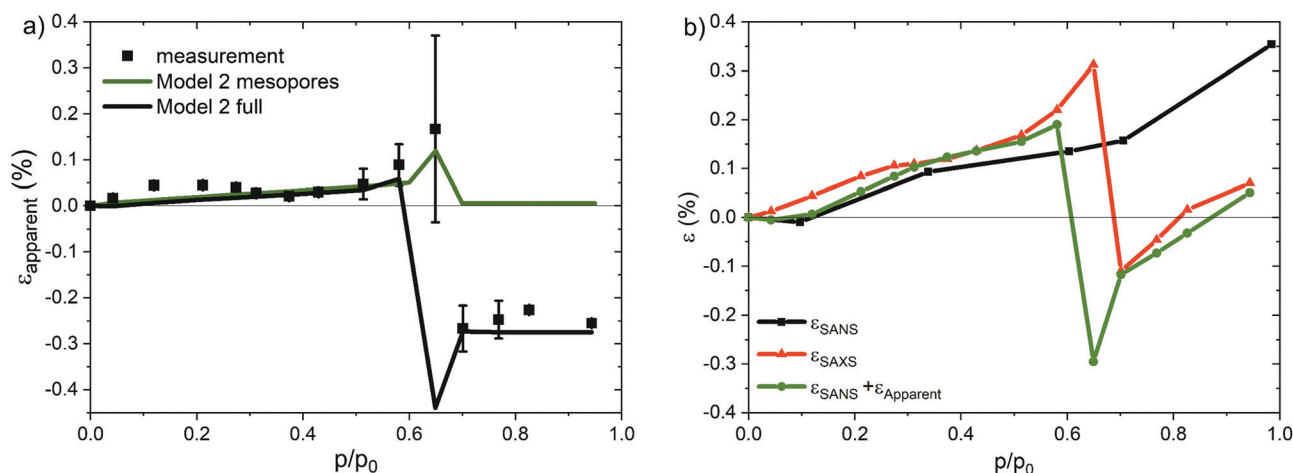 a)
measurement
Model 2 mesopores
Model 2 full
0.4
0.3
0.2
0.1
0.0
-0.1
-0.2
-0.3
-0.4
εapparent (%)
0.0 0.2 0.4 0.6 0.8 1.0
p/p0
b)
0.4
0.3
0.2
0.1
0.0
-0.1
-0.2
-0.3
-0.4
ε (%)
εSANS
εSAXS
εSANS +εApparent
0.0 0.2 0.4 0.6 0.8 1.0
p/p0